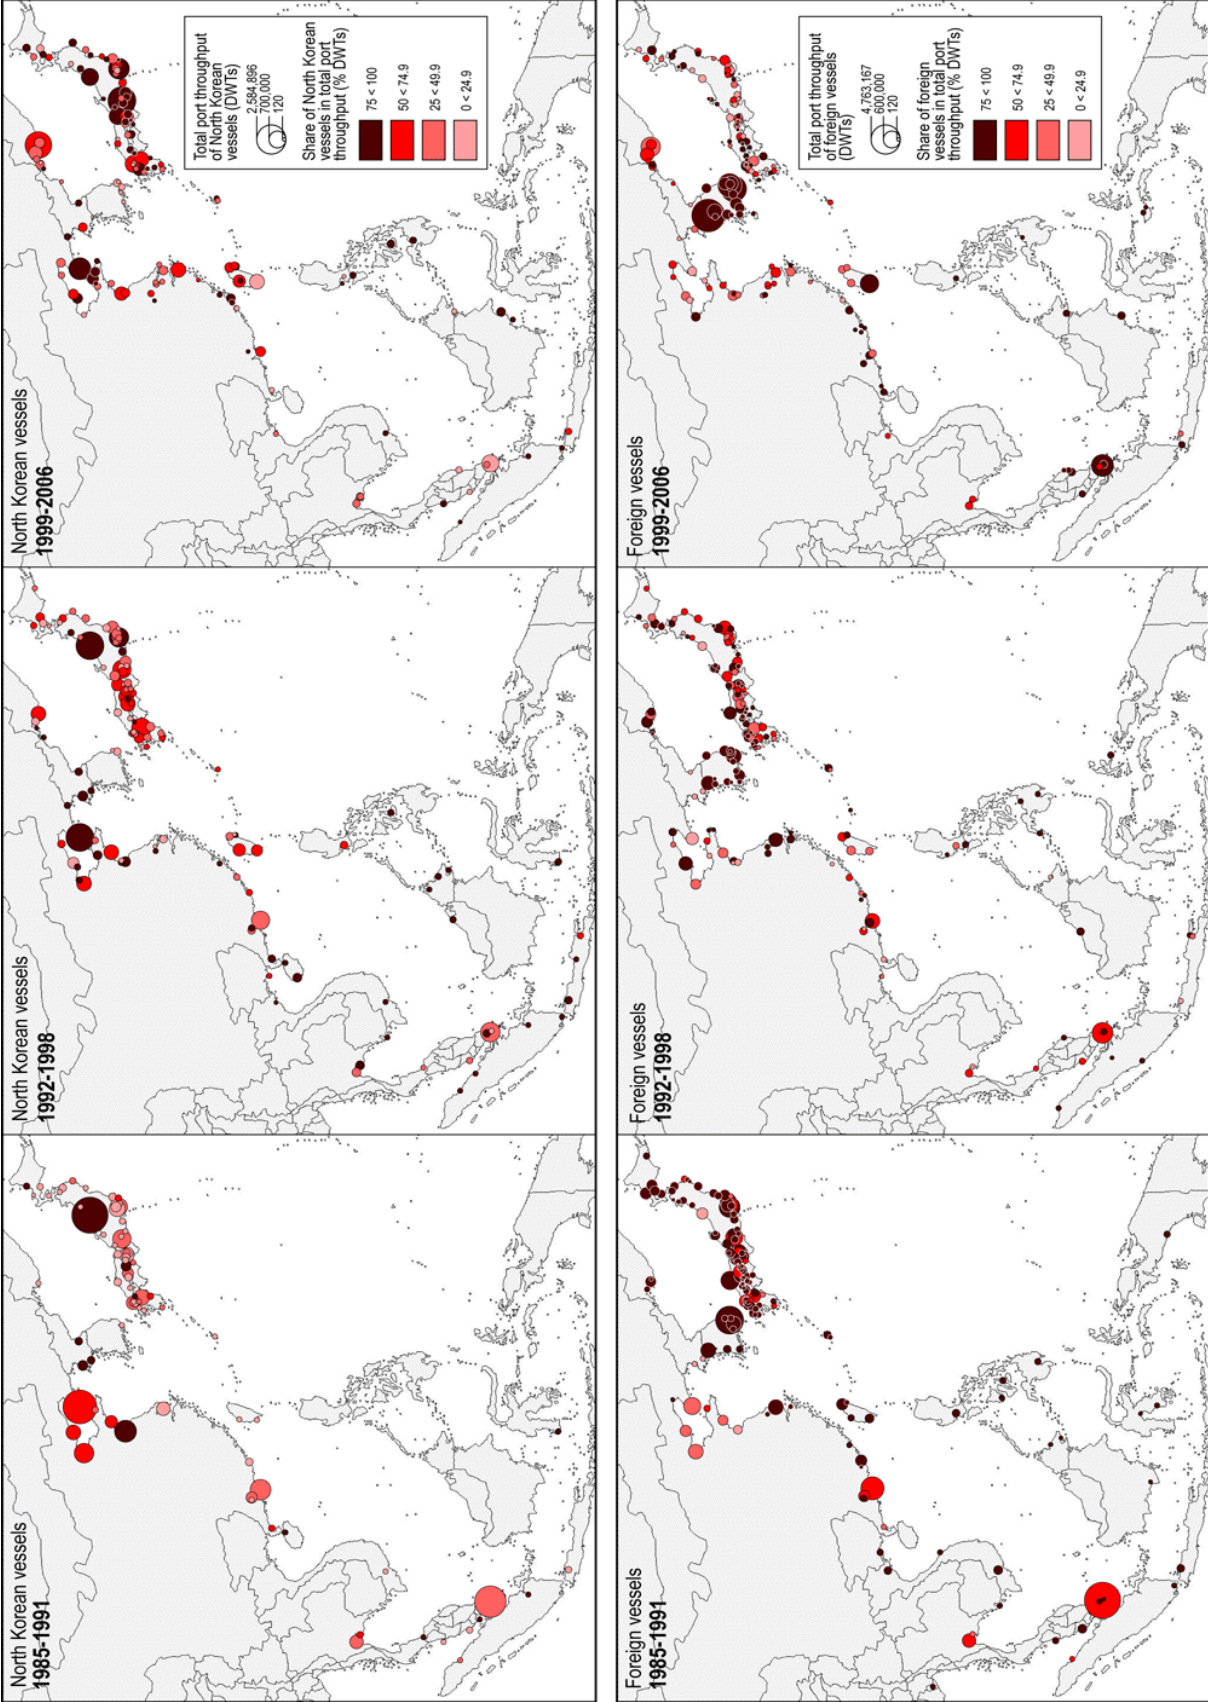 North Korean vessels
1985-1991
North Korean vessels
1992-1998
North Korean vessels
1999-2006
Total port throughput
of North Korean
vessels (DWTs)
2,584,896
700,000
120
Share of North Korean
vessels in total port
throughput (% DWTs)
75 < 100
50 < 74.9
25 < 49.9
0 < 24.9
Foreign vessels
1985-1991
Foreign vessels
1992-1998
Foreign vessels
1999-2006
Total port throughput
of foreign vessels
(DWTs)
4,763,167
600,000
120
Share of foreign
vessels in total port
throughput (% DWTs)
75 < 100
50 < 74.9
25 < 49.9
0 < 24.9